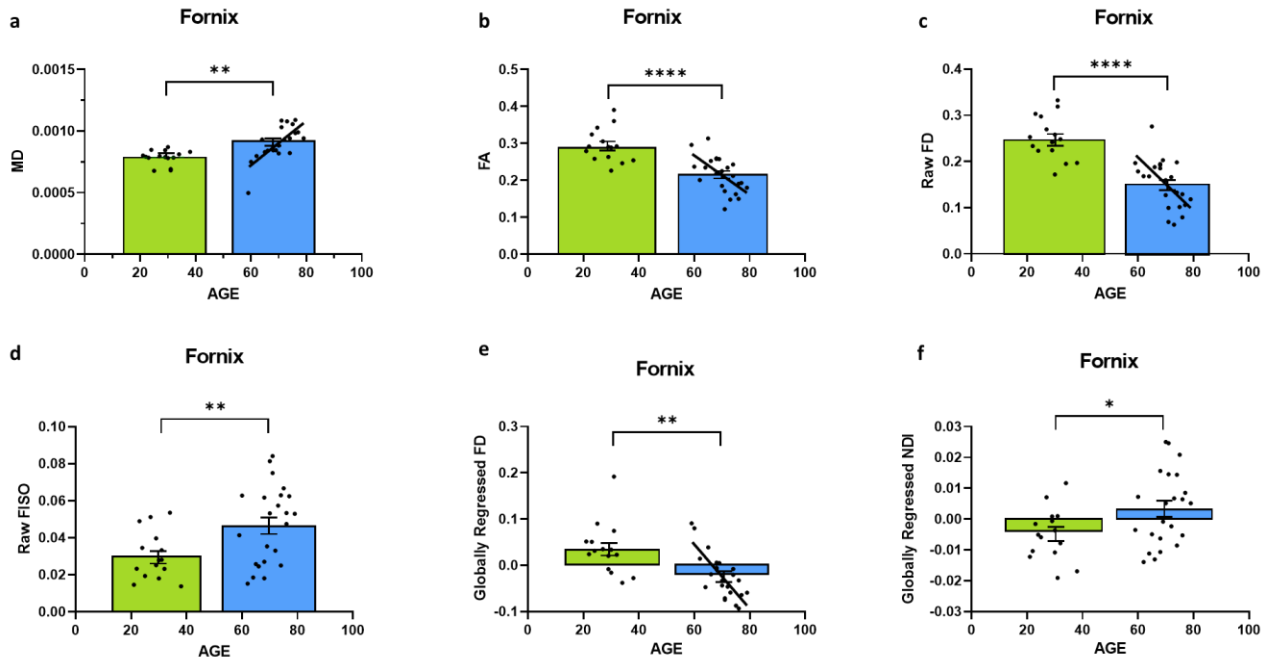 a
Fornix
**
0.0015
0.0010
0.0005
0.0000
MD
0 20 40 60 80 100
AGE
b
Fornix
****
0.5
0.4
0.3
0.2
0.1
0.0
FA
0 20 40 60 80 100
AGE
c
Fornix
****
0.4
0.3
0.2
0.1
0.0
Raw FD
0 20 40 60 80 100
AGE
d
Fornix
**
0.10
0.08
0.06
0.04
0.02
0.00
Raw FISO
0 20 40 60 80 100
AGE
e
Fornix
**
0.3
0.2
0.1
0.0
-0.1
Globally Regressed FD
0 20 40 60 80 100
AGE
f
Fornix
*
0.03
0.02
0.01
0.00
-0.01
-0.02
-0.03
Globally Regressed NDI
0 20 40 60 80 100
AGE